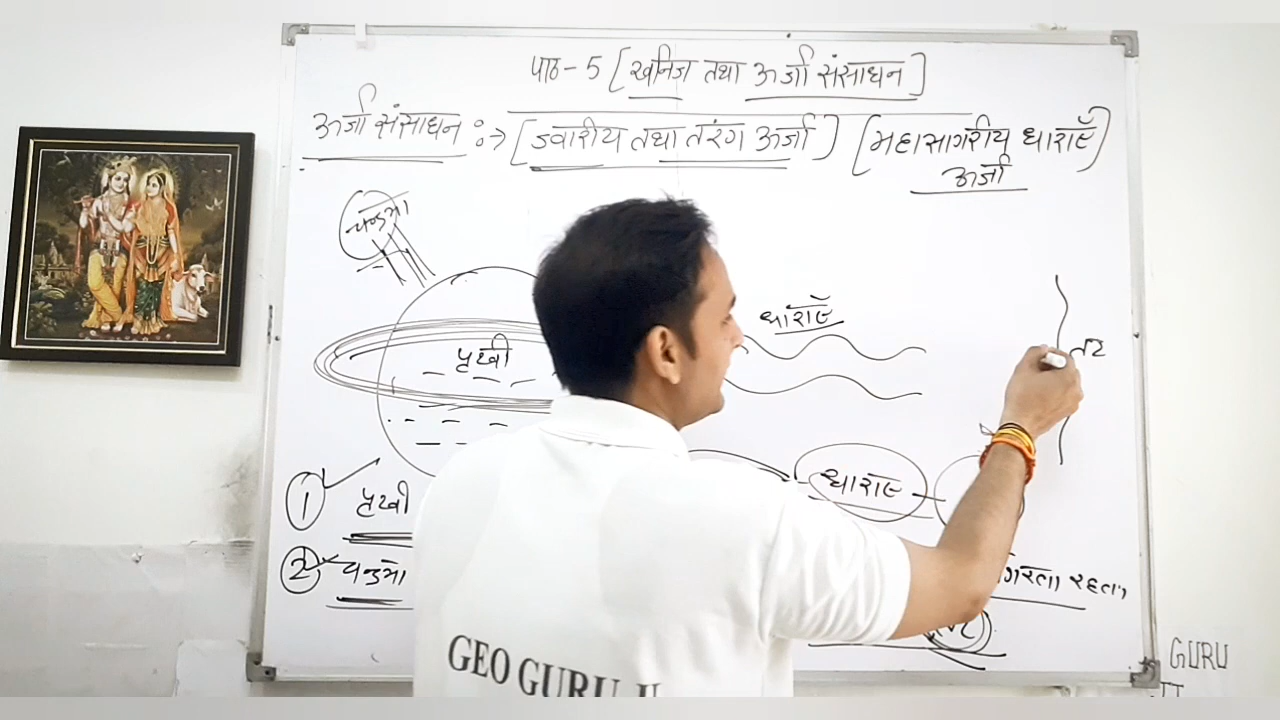 पाठ - 5 [खनिज तथा ऊर्जा संसाधन]
ऊर्जा संसाधन :→ [ज्वारीय तथा तरंग ऊर्जा] [महासागरीय धाराएँ]
ऊर्जा
चन्द्रमा
धाराएँ
पृथ्वी
तट
1 पृथ्वी
धाराएँ
2 चन्द्रमा
रहता
GEO GURU
GURU